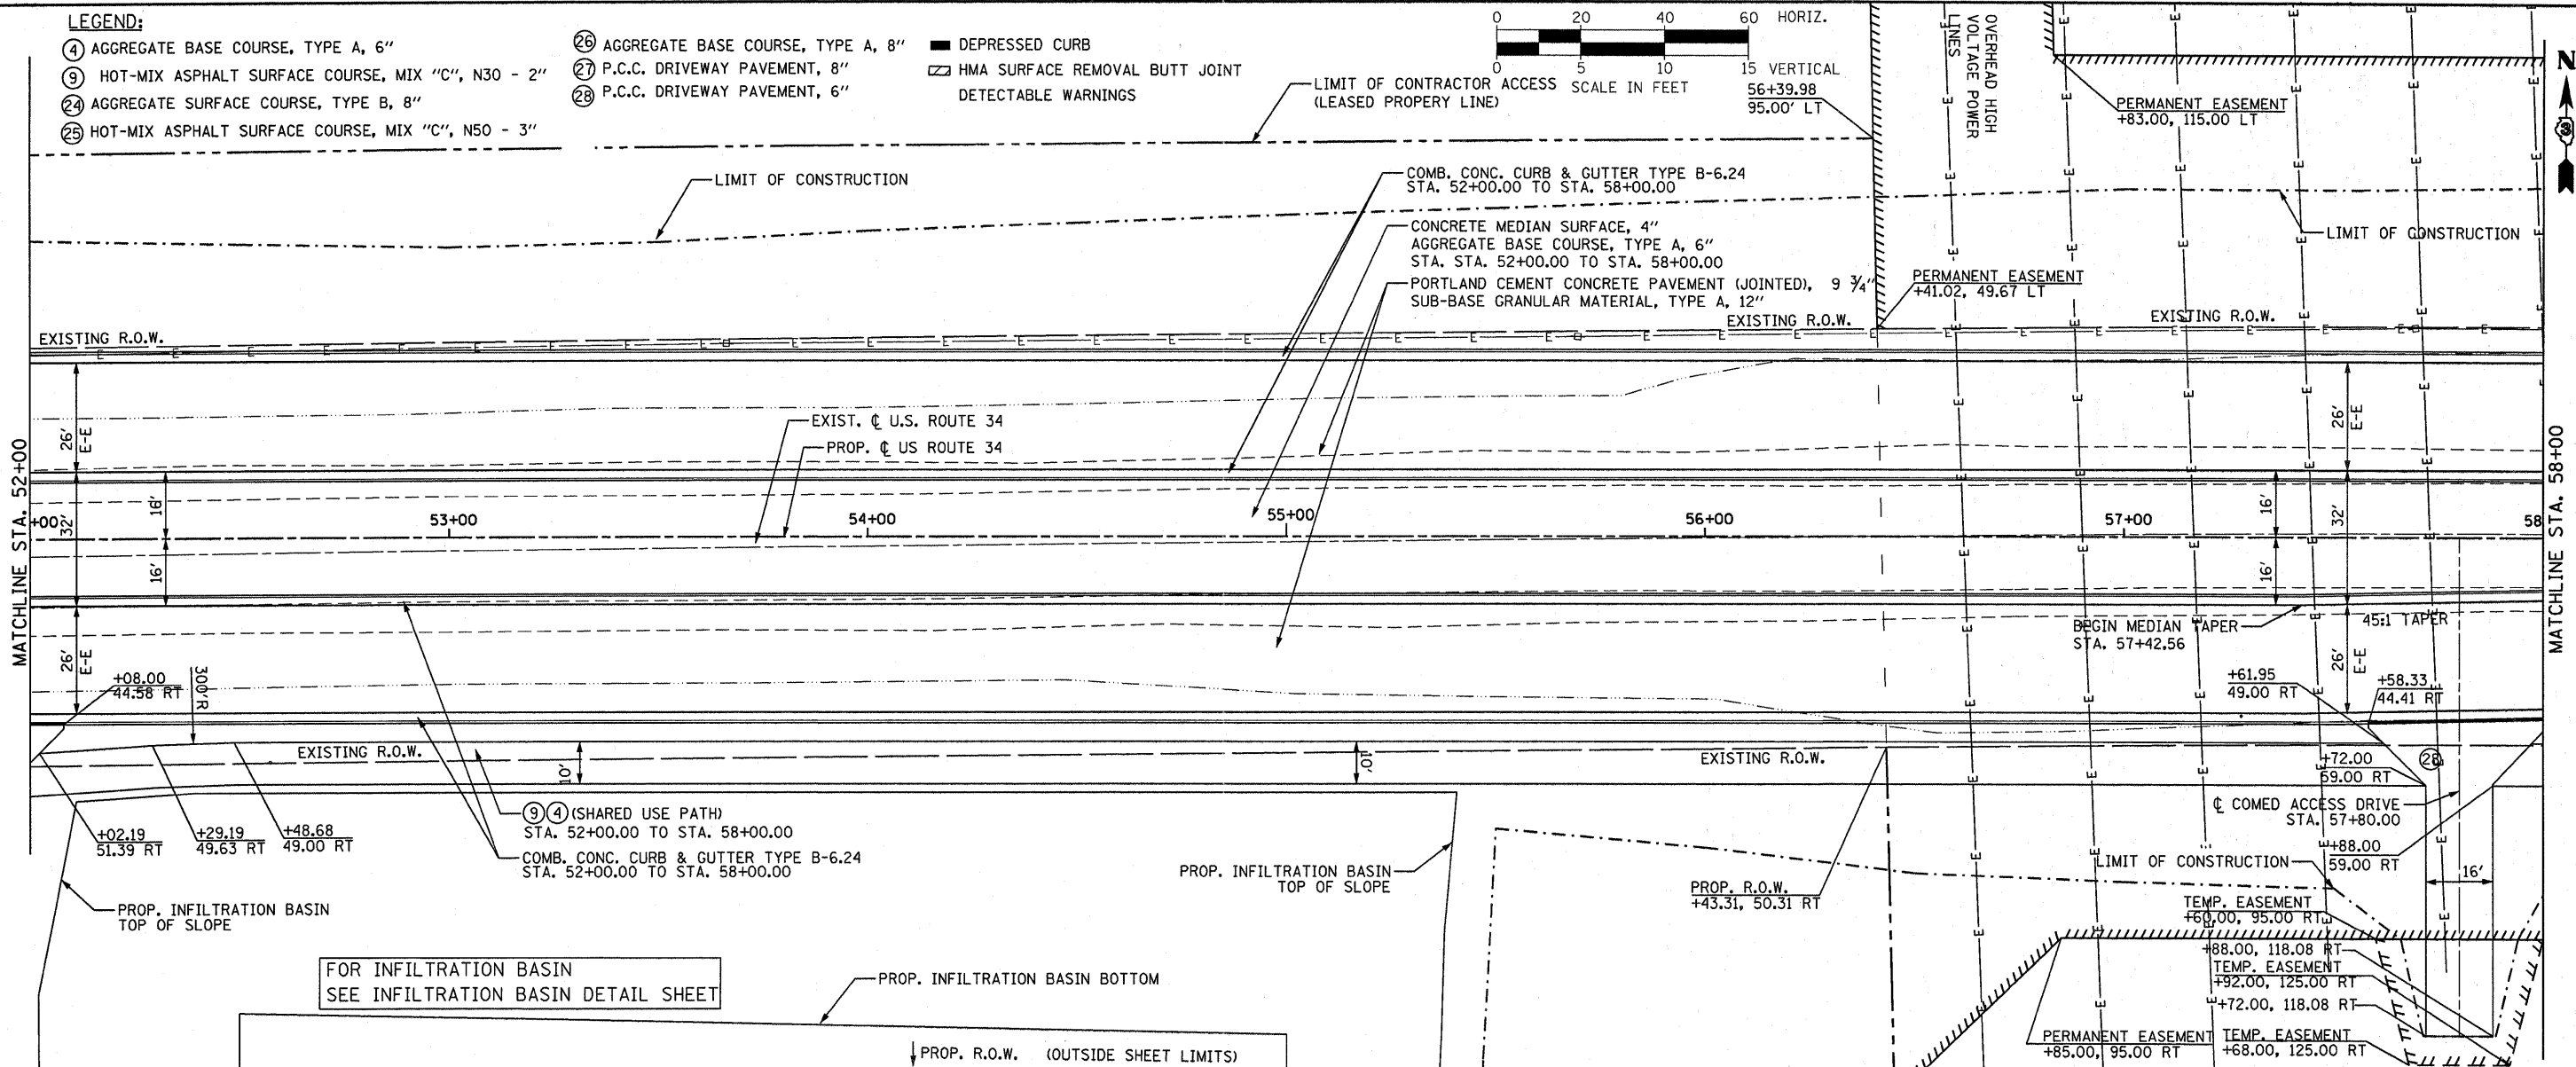 LEGEND:
④ AGGREGATE BASE COURSE, TYPE A, 6"
⑨ HOT-MIX ASPHALT SURFACE COURSE, MIX "C", N30 - 2"
㉔ AGGREGATE SURFACE COURSE, TYPE B, 8"
㉕ HOT-MIX ASPHALT SURFACE COURSE, MIX "C", N50 - 3"
㉖ AGGREGATE BASE COURSE, TYPE A, 8"
㉗ P.C.C. DRIVEWAY PAVEMENT, 8"
㉘ P.C.C. DRIVEWAY PAVEMENT, 6"
DEPRESSED CURB
HMA SURFACE REMOVAL BUTT JOINT
DETECTABLE WARNINGS
0 20 40 60 HORIZ.
0 5 10 15 VERTICAL
SCALE IN FEET
LIMIT OF CONTRACTOR ACCESS
(LEASED PROPERY LINE)
56+39.98
95.00' LT
OVERHEAD HIGH
VOLTAGE POWER
LINES
PERMANENT EASEMENT
+83.00, 115.00 LT
N
3
LIMIT OF CONSTRUCTION
COMB. CONC. CURB & GUTTER TYPE B-6.24
STA. 52+00.00 TO STA. 58+00.00
CONCRETE MEDIAN SURFACE, 4"
AGGREGATE BASE COURSE, TYPE A, 6"
STA. STA. 52+00.00 TO STA. 58+00.00
PORTLAND CEMENT CONCRETE PAVEMENT (JOINTED), 9 ¾"
SUB-BASE GRANULAR MATERIAL, TYPE A, 12"
LIMIT OF CONSTRUCTION
PERMANENT EASEMENT
+41.02, 49.67 LT
EXISTING R.O.W.
EXISTING R.O.W.
EXISTING R.O.W.
MATCHLINE STA. 52+00
MATCHLINE STA. 58+00
26'
E-E
26'
E-E
EXIST. ℄ U.S. ROUTE 34
PROP. ℄ US ROUTE 34
+00
53+00
54+00
55+00
56+00
57+00
58
32'
16'
16'
16'
32'
16'
26'
E-E
26'
E-E
BEGIN MEDIAN TAPER
STA. 57+42.56
45:1 TAPER
+08.00
44.58 RT
300'R
+61.95
49.00 RT
+58.33
44.41 RT
EXISTING R.O.W.
EXISTING R.O.W.
10'
10'
㉘
+72.00
59.00 RT
℄ COMED ACCESS DRIVE
STA. 57+80.00
+88.00
59.00 RT
16'
+02.19
51.39 RT
+29.19
49.63 RT
+48.68
49.00 RT
⑨④ (SHARED USE PATH)
STA. 52+00.00 TO STA. 58+00.00
COMB. CONC. CURB & GUTTER TYPE B-6.24
STA. 52+00.00 TO STA. 58+00.00
PROP. INFILTRATION BASIN
TOP OF SLOPE
PROP. INFILTRATION BASIN
TOP OF SLOPE
PROP. R.O.W.
+43.31, 50.31 RT
LIMIT OF CONSTRUCTION
TEMP. EASEMENT
+60.00, 95.00 RT
+88.00, 118.08 RT
TEMP. EASEMENT
+92.00, 125.00 RT
+72.00, 118.08 RT
TEMP. EASEMENT
+68.00, 125.00 RT
PERMANENT EASEMENT
+85.00, 95.00 RT
FOR INFILTRATION BASIN
SEE INFILTRATION BASIN DETAIL SHEET
PROP. INFILTRATION BASIN BOTTOM
PROP. R.O.W. (OUTSIDE SHEET LIMITS)